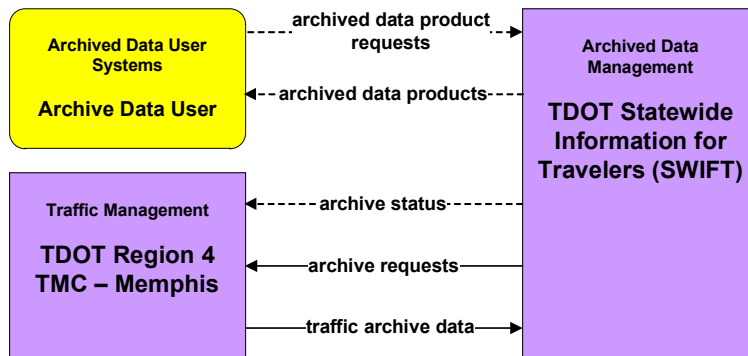 Archived Data User
Systems
Archive Data User
archived data product
requests
archived data products
Archived Data
Management
TDOT Statewide
Information for
Travelers (SWIFT)
Traffic Management
TDOT Region 4
TMC – Memphis
archive status
archive requests
traffic archive data